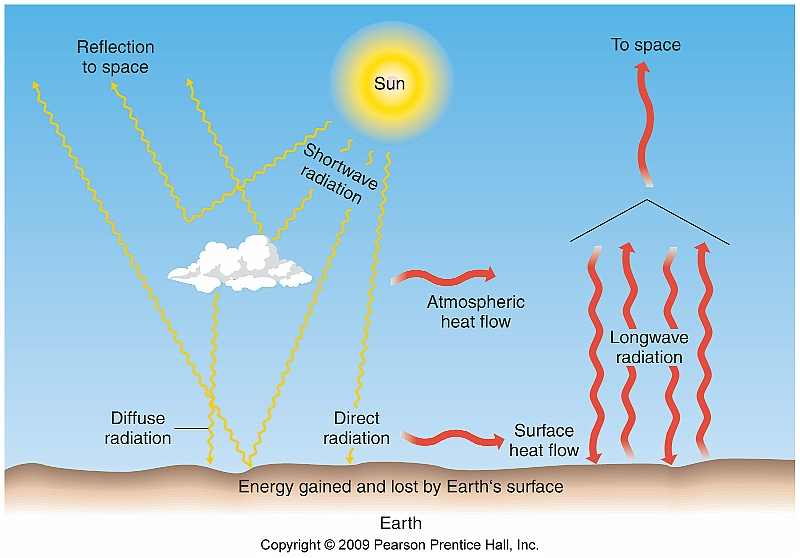 Reflection
to space
Sun
To space
Shortwave
radiation
Atmospheric
heat flow
Longwave
radiation
Diffuse
radiation
Direct
radiation
Surface
heat flow
Energy gained and lost by Earth's surface
Earth
Copyright © 2009 Pearson Prentice Hall, Inc.